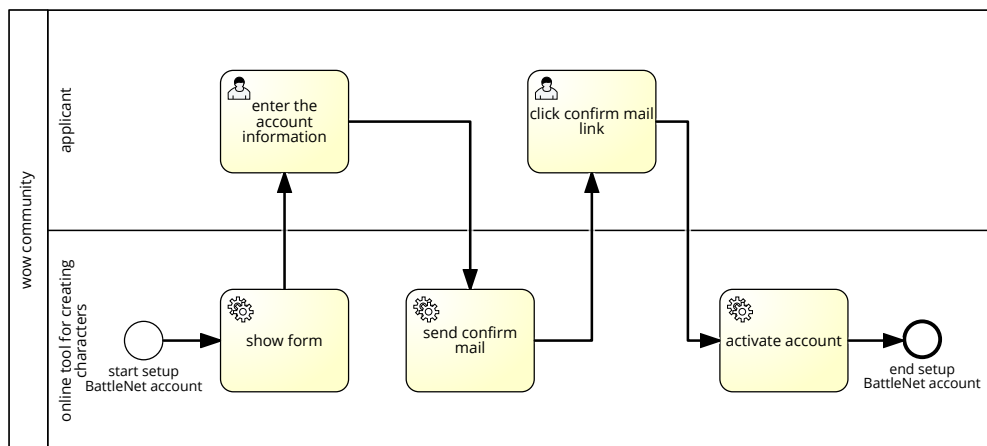 wow community
applicant
enter the
account
information
click confirm mail
link
online tool for creating
characters
start setup
BattleNet account
show form
send confirm
mail
activate account
end setup
BattleNet account